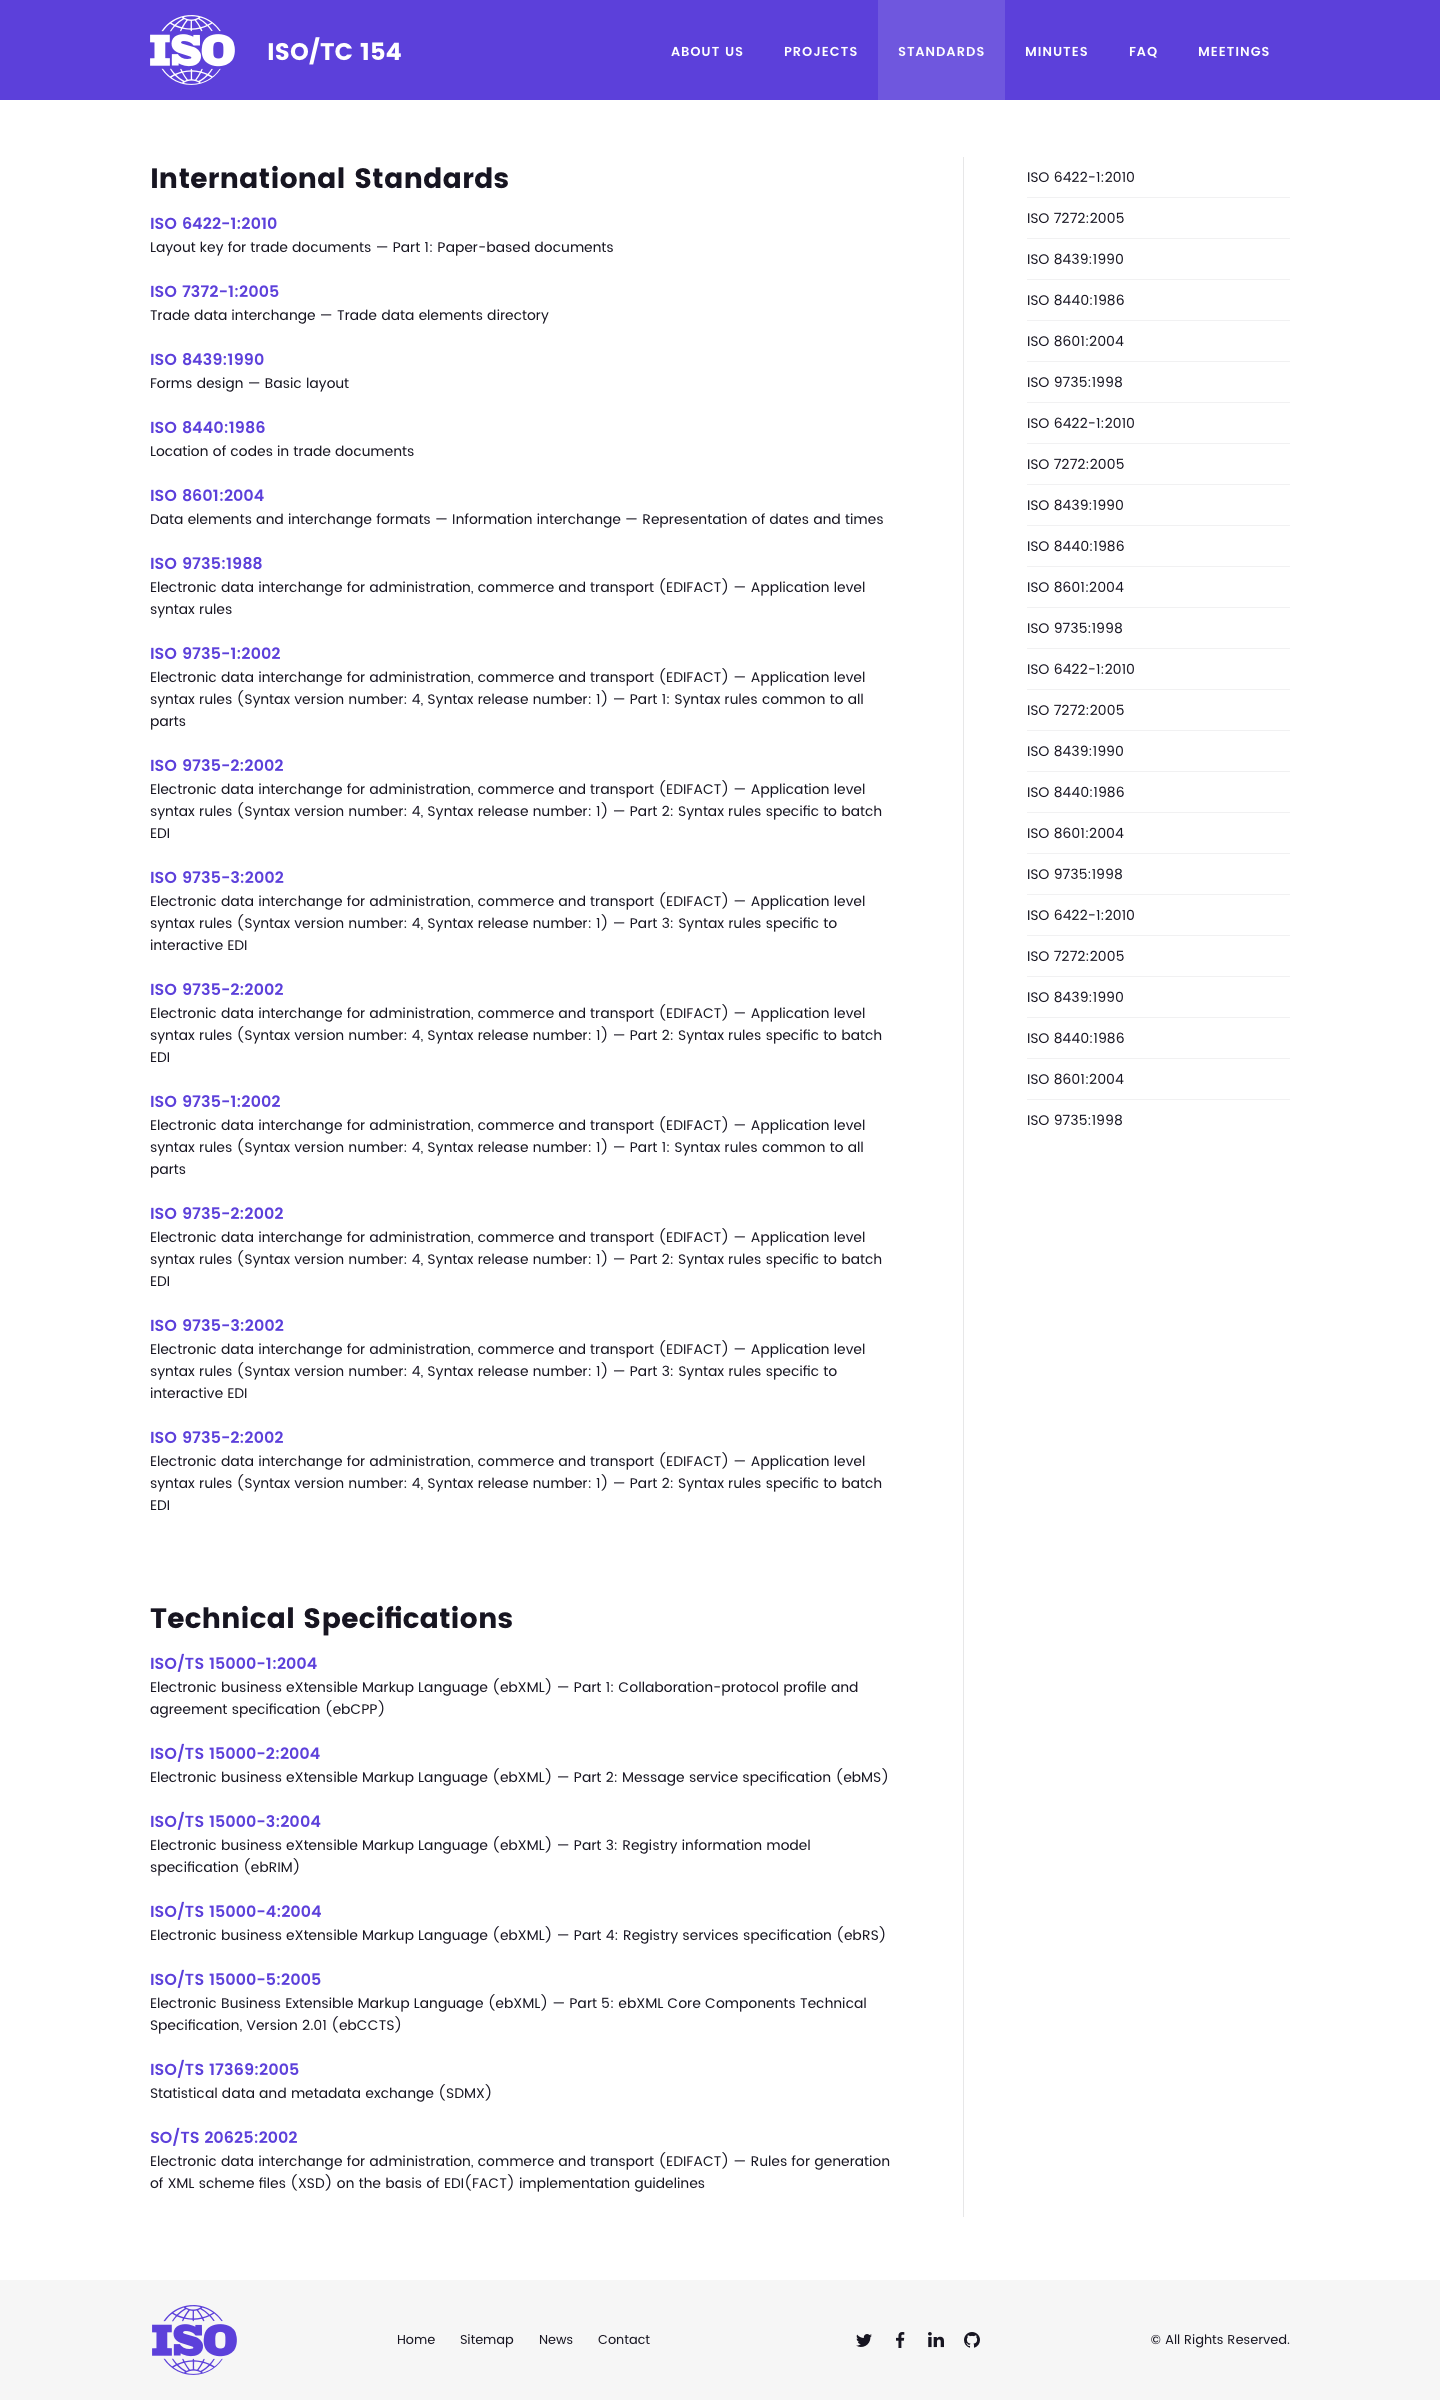 ISO
ISO/TC 154
ABOUT US
PROJECTS
STANDARDS
MINUTES
FAQ
MEETINGS
International Standards
ISO 6422-1:2010
Layout key for trade documents — Part 1: Paper-based documents
ISO 7372-1:2005
Trade data interchange — Trade data elements directory
ISO 8439:1990
Forms design — Basic layout
ISO 8440:1986
Location of codes in trade documents
ISO 8601:2004
Data elements and interchange formats — Information interchange — Representation of dates and times
ISO 9735:1988
Electronic data interchange for administration, commerce and transport (EDIFACT) — Application level
syntax rules
ISO 9735-1:2002
Electronic data interchange for administration, commerce and transport (EDIFACT) — Application level
syntax rules (Syntax version number: 4, Syntax release number: 1) — Part 1: Syntax rules common to all
parts
ISO 9735-2:2002
Electronic data interchange for administration, commerce and transport (EDIFACT) — Application level
syntax rules (Syntax version number: 4, Syntax release number: 1) — Part 2: Syntax rules specific to batch
EDI
ISO 9735-3:2002
Electronic data interchange for administration, commerce and transport (EDIFACT) — Application level
syntax rules (Syntax version number: 4, Syntax release number: 1) — Part 3: Syntax rules specific to
interactive EDI
ISO 9735-2:2002
Electronic data interchange for administration, commerce and transport (EDIFACT) — Application level
syntax rules (Syntax version number: 4, Syntax release number: 1) — Part 2: Syntax rules specific to batch
EDI
ISO 9735-1:2002
Electronic data interchange for administration, commerce and transport (EDIFACT) — Application level
syntax rules (Syntax version number: 4, Syntax release number: 1) — Part 1: Syntax rules common to all
parts
ISO 9735-2:2002
Electronic data interchange for administration, commerce and transport (EDIFACT) — Application level
syntax rules (Syntax version number: 4, Syntax release number: 1) — Part 2: Syntax rules specific to batch
EDI
ISO 9735-3:2002
Electronic data interchange for administration, commerce and transport (EDIFACT) — Application level
syntax rules (Syntax version number: 4, Syntax release number: 1) — Part 3: Syntax rules specific to
interactive EDI
ISO 9735-2:2002
Electronic data interchange for administration, commerce and transport (EDIFACT) — Application level
syntax rules (Syntax version number: 4, Syntax release number: 1) — Part 2: Syntax rules specific to batch
EDI
Technical Specifications
ISO/TS 15000-1:2004
Electronic business eXtensible Markup Language (ebXML) — Part 1: Collaboration-protocol profile and
agreement specification (ebCPP)
ISO/TS 15000-2:2004
Electronic business eXtensible Markup Language (ebXML) — Part 2: Message service specification (ebMS)
ISO/TS 15000-3:2004
Electronic business eXtensible Markup Language (ebXML) — Part 3: Registry information model
specification (ebRIM)
ISO/TS 15000-4:2004
Electronic business eXtensible Markup Language (ebXML) — Part 4: Registry services specification (ebRS)
ISO/TS 15000-5:2005
Electronic Business Extensible Markup Language (ebXML) — Part 5: ebXML Core Components Technical
Specification, Version 2.01 (ebCCTS)
ISO/TS 17369:2005
Statistical data and metadata exchange (SDMX)
SO/TS 20625:2002
Electronic data interchange for administration, commerce and transport (EDIFACT) — Rules for generation
of XML scheme files (XSD) on the basis of EDI(FACT) implementation guidelines
ISO 6422-1:2010
ISO 7272:2005
ISO 8439:1990
ISO 8440:1986
ISO 8601:2004
ISO 9735:1998
ISO 6422-1:2010
ISO 7272:2005
ISO 8439:1990
ISO 8440:1986
ISO 8601:2004
ISO 9735:1998
ISO 6422-1:2010
ISO 7272:2005
ISO 8439:1990
ISO 8440:1986
ISO 8601:2004
ISO 9735:1998
ISO 6422-1:2010
ISO 7272:2005
ISO 8439:1990
ISO 8440:1986
ISO 8601:2004
ISO 9735:1998
ISO
Home
Sitemap
News
Contact
© All Rights Reserved.